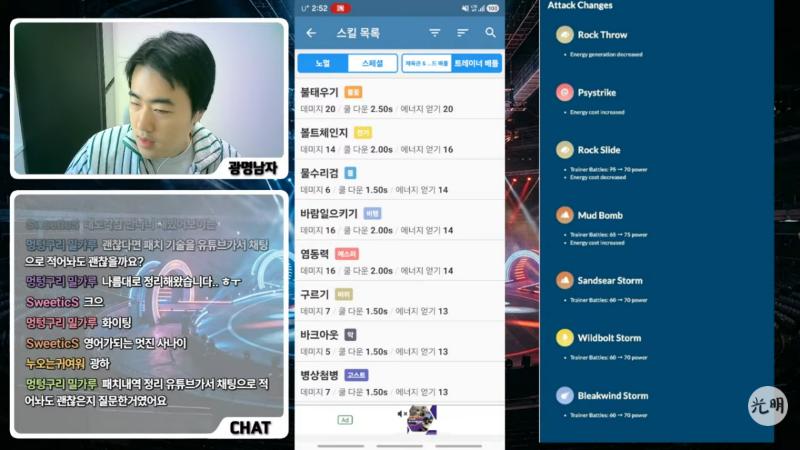 광명남자
멍텅구리 밀가루 괜찮다면 패치 기술을 유튜브가서 채팅
으로 적어놔도 괜찮을까요?
멍텅구리 밀가루 나름대로 정리해왔습니다.. ㅎㅜ
SweeticS 크으
멍텅구리 밀가루 화이팅
SweeticS 영어가되는 멋진 사나이
누오는귀여워 광하
멍텅구리 밀가루 패치내역 정리 유튜브가서 채팅으로 적
어놔도 괜찮은지 질문한거였어요
CHAT
2:52
스킬 목록
노멀
스페셜
트레이너 배틀
불태우기 불꽃
데미지 20 / 쿨 다운 2.50s / 에너지 얻기 20
볼트체인지 전기
데미지 14 / 쿨 다운 2.00s / 에너지 얻기 16
물수리검 물
데미지 6 / 쿨 다운 1.50s / 에너지 얻기 14
바람일으키기 비행
데미지 16 / 쿨 다운 2.00s / 에너지 얻기 14
염동력 에스퍼
데미지 16 / 쿨 다운 2.00s / 에너지 얻기 14
구르기 바위
데미지 7 / 쿨 다운 1.50s / 에너지 얻기 13
바크아웃 악
데미지 5 / 쿨 다운 1.50s / 에너지 얻기 13
병상첨병 고스트
데미지 7 / 쿨 다운 1.50s / 에너지 얻기 13
Ad
Attack Changes
Rock Throw
Energy generation decreased
Psystrike
Energy cost increased
Rock Slide
Trainer Battles: 75 → 70 power
Energy cost decreased
Mud Bomb
Trainer Battles: 65 → 75 power
Energy cost increased
Sandsear Storm
Trainer Battles: 60 → 70 power
Wildbolt Storm
Trainer Battles: 60 → 70 power
Bleakwind Storm
Trainer Battles: 60 → 70 power
光明